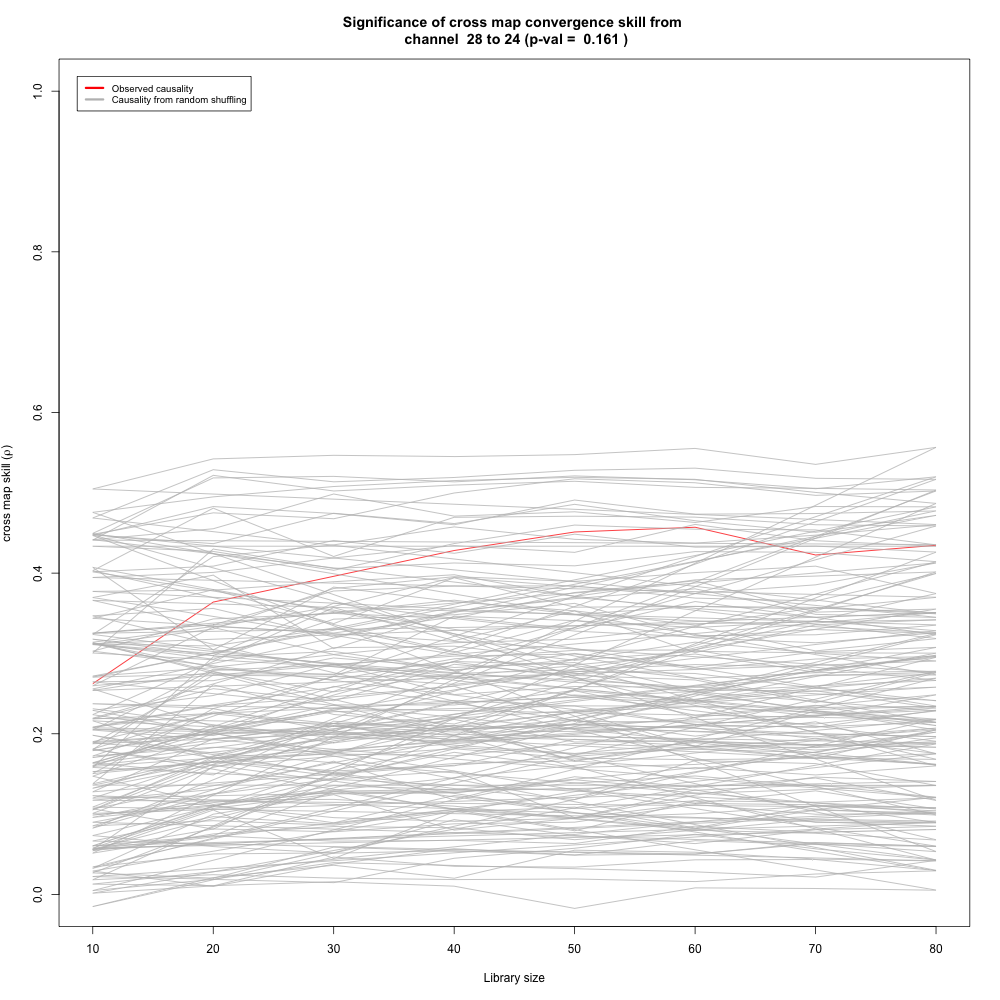 Significance of cross map convergence skill from
channel  28 to 24 (p-val =  0.161 )
Observed causality
Causality from random shuffling
1.0
0.8
0.6
0.4
0.2
0.0
cross map skill (ρ)
10 20 30 40 50 60 70 80
Library size